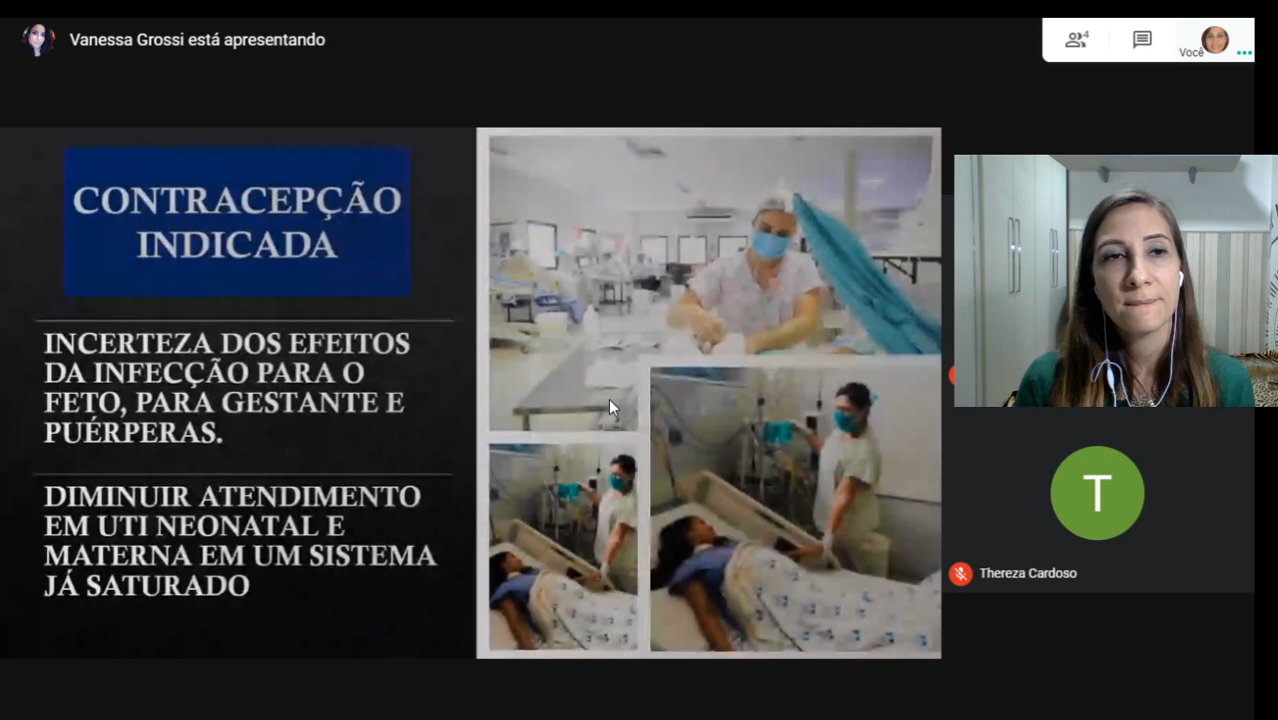 Vanessa Grossi está apresentando
4
Você
CONTRACEPÇÃO
INDICADA
INCERTEZA DOS EFEITOS
DA INFECÇÃO PARA O
FETO, PARA GESTANTE E
PUÉRPERAS.
DIMINUIR ATENDIMENTO
EM UTI NEONATAL E
MATERNA EM UM SISTEMA
JÁ SATURADO
T
Thereza Cardoso